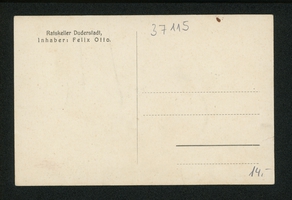 Ratskeller Duderstadt,
Inhaber: Felix Otto.
37115
14,-